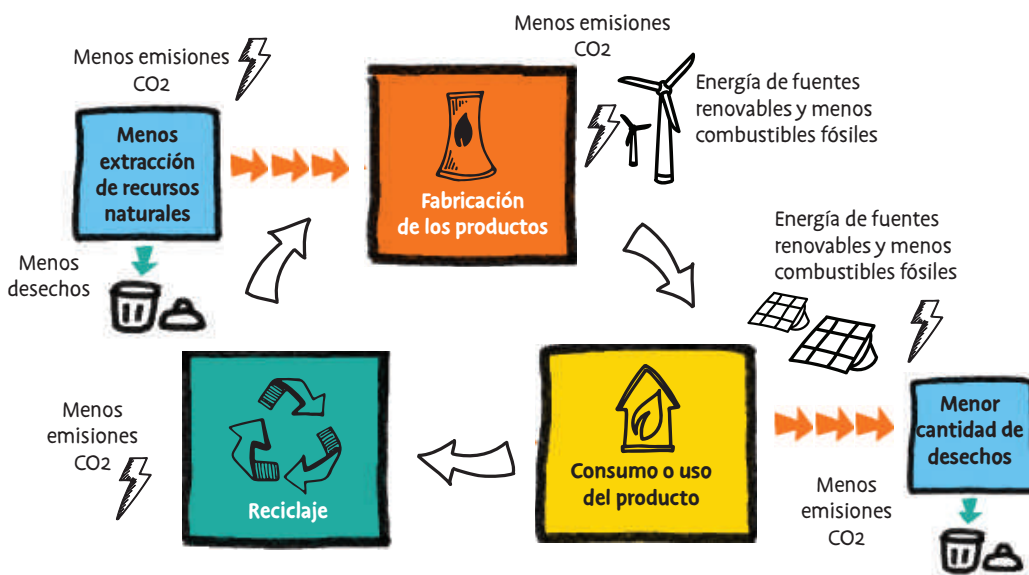 Menos emisiones
CO2
Menos
extracción
de recursos
naturales
Menos
desechos
Menos emisiones
CO2
Energía de fuentes
renovables y menos
combustibles fósiles
Fabricación
de los productos
Energía de fuentes
renovables y menos
combustibles fósiles
Menos
emisiones
CO2
Reciclaje
Consumo o uso
del producto
Menor
cantidad de
desechos
Menos
emisiones
CO2